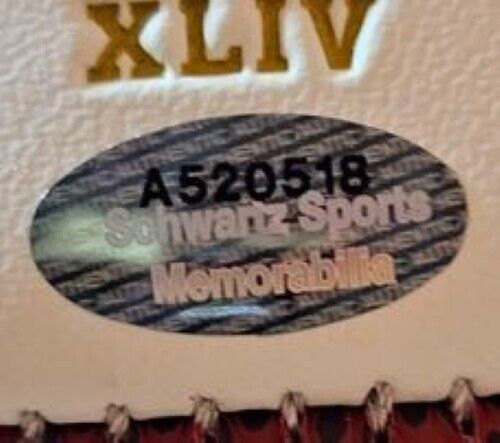 XLIV
A520518
Schwartz Sports
Memorabilia